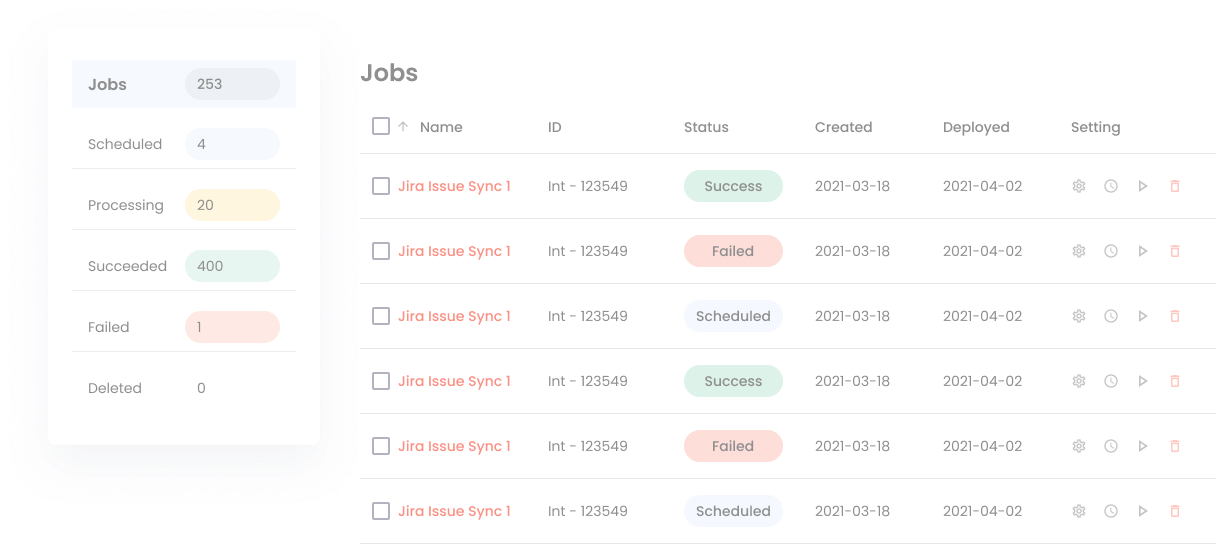 Jobs 253
Scheduled 4
Processing 20
Succeeded 400
Failed 1
Deleted 0
Jobs
Name ID Status Created Deployed Setting
Jira Issue Sync 1 Int - 123549 Success 2021-03-18 2021-04-02
Jira Issue Sync 1 Int - 123549 Failed 2021-03-18 2021-04-02
Jira Issue Sync 1 Int - 123549 Scheduled 2021-03-18 2021-04-02
Jira Issue Sync 1 Int - 123549 Success 2021-03-18 2021-04-02
Jira Issue Sync 1 Int - 123549 Failed 2021-03-18 2021-04-02
Jira Issue Sync 1 Int - 123549 Scheduled 2021-03-18 2021-04-02